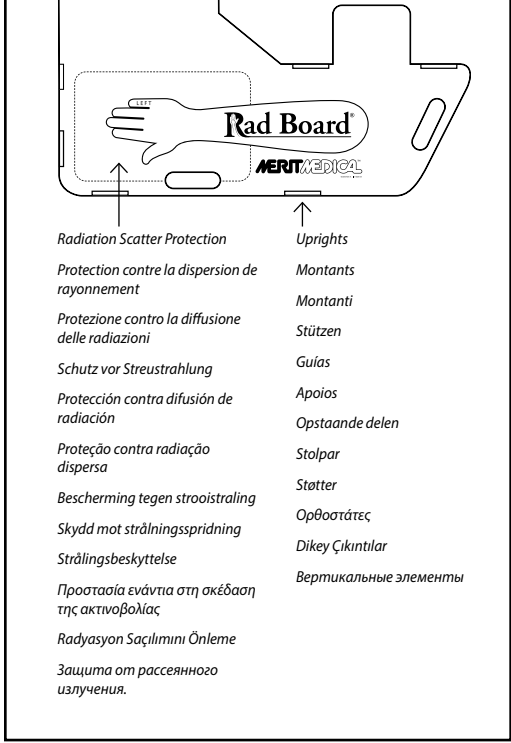 LEFT
Rad Board®
MERIT MEDICAL
Radiation Scatter Protection
Protection contre la dispersion de
rayonnement
Protezione contro la diffusione
delle radiazioni
Schutz vor Streustrahlung
Protección contra difusión de
radiación
Proteção contra radiação
dispersa
Bescherming tegen strooistraling
Skydd mot strålningsspridning
Strålingsbeskyttelse
Προστασία ενάντια στη σκέδαση
της ακτινοβολίας
Radyasyon Saçılımını Önleme
Защита от рассеянного
излучения.
Uprights
Montants
Montanti
Stützen
Guías
Apoios
Opstaande delen
Stolpar
Støtter
Ορθοστάτες
Dikey Çıkıntılar
Вертикальные элементы